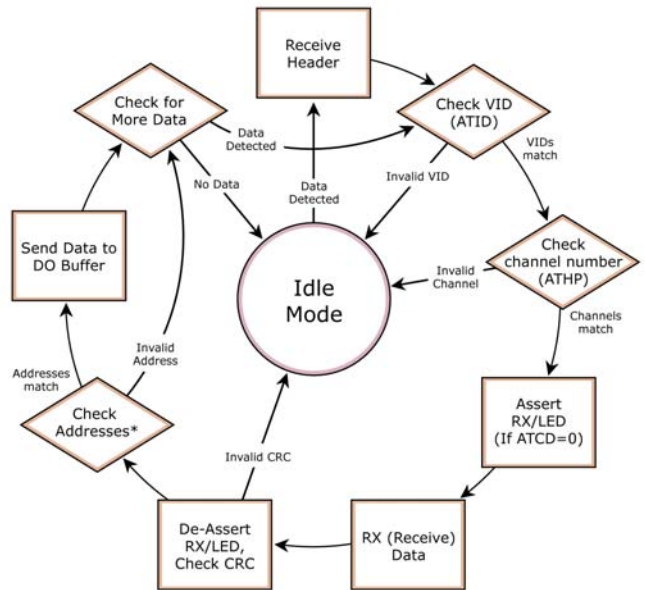 Receive
Header
Check for
More Data
Check VID
(ATID)
Data
Detected
VIDs
match
No Data
Data
Detected
Invalid VID
Send Data to
DO Buffer
Check
channel number
(ATHP)
Idle
Mode
Invalid
Channel
Channels
match
Invalid
Address
Addresses
match
Check
Addresses*
Assert
RX/LED
(If ATCD=0)
Invalid CRC
De-Assert
RX/LED,
Check CRC
RX (Receive)
Data